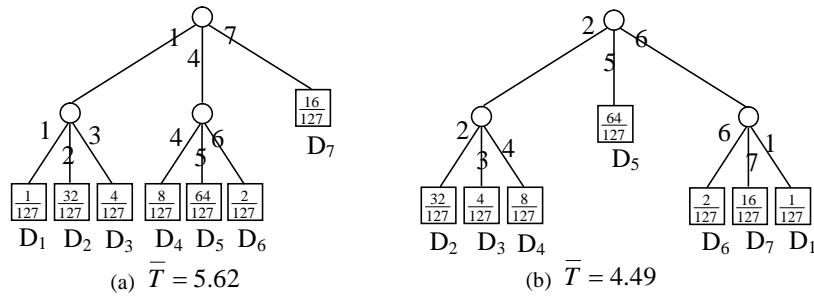 1 4 7 2 5 6
16/127 64/127
D₇ D₅
1 2 3 4 5 6 2 3 4 6 7 1
1/127 32/127 4/127 8/127 64/127 2/127 32/127 4/127 8/127 2/127 16/127 1/127
D₁ D₂ D₃ D₄ D₅ D₆ D₂ D₃ D₄ D₆ D₇ D₁
(a) T̅ = 5.62 (b) T̅ = 4.49